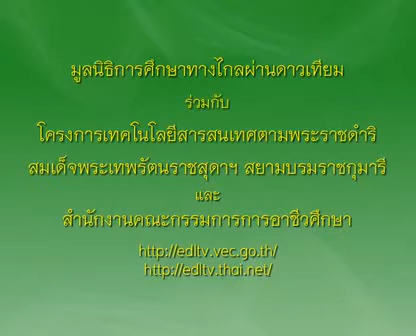 มูลนิธิการศึกษาทางไกลผ่านดาวเทียม
ร่วมกับ
โครงการเทคโนโลยีสารสนเทศตามพระราชดำริ
สมเด็จพระเทพรัตนราชสุดาฯ สยามบรมราชกุมารี
และ
สำนักงานคณะกรรมการการอาชีวศึกษา
http://edltv.vec.go.th/
http://edltv.thai.net/